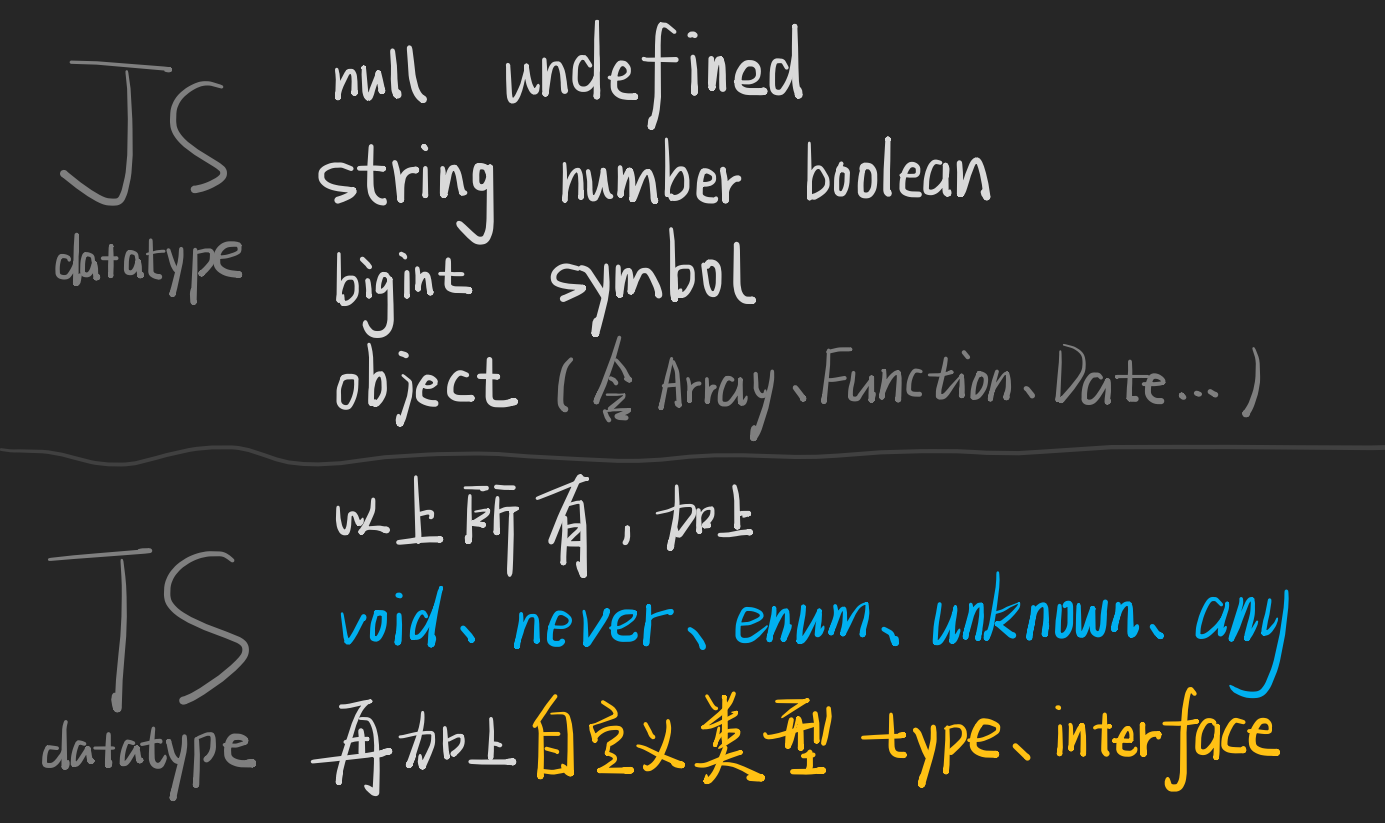 JS
datatype
null undefined
string number boolean
bigint symbol
object (含 Array、Function、Date...)
TS
datatype
以上所有，加上
void、never、enum、unknown、any
再加上自定义类型 type、interface